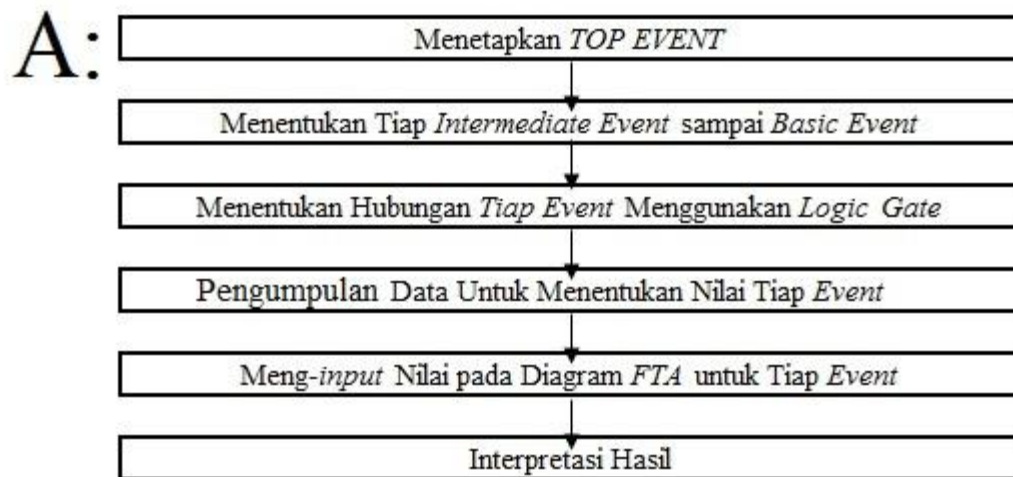 A:
Menetapkan TOP EVENT
Menentukan Tiap Intermediate Event sampai Basic Event
Menentukan Hubungan Tiap Event Menggunakan Logic Gate
Pengumpulan Data Untuk Menentukan Nilai Tiap Event
Meng-input Nilai pada Diagram FTA untuk Tiap Event
Interpretasi Hasil